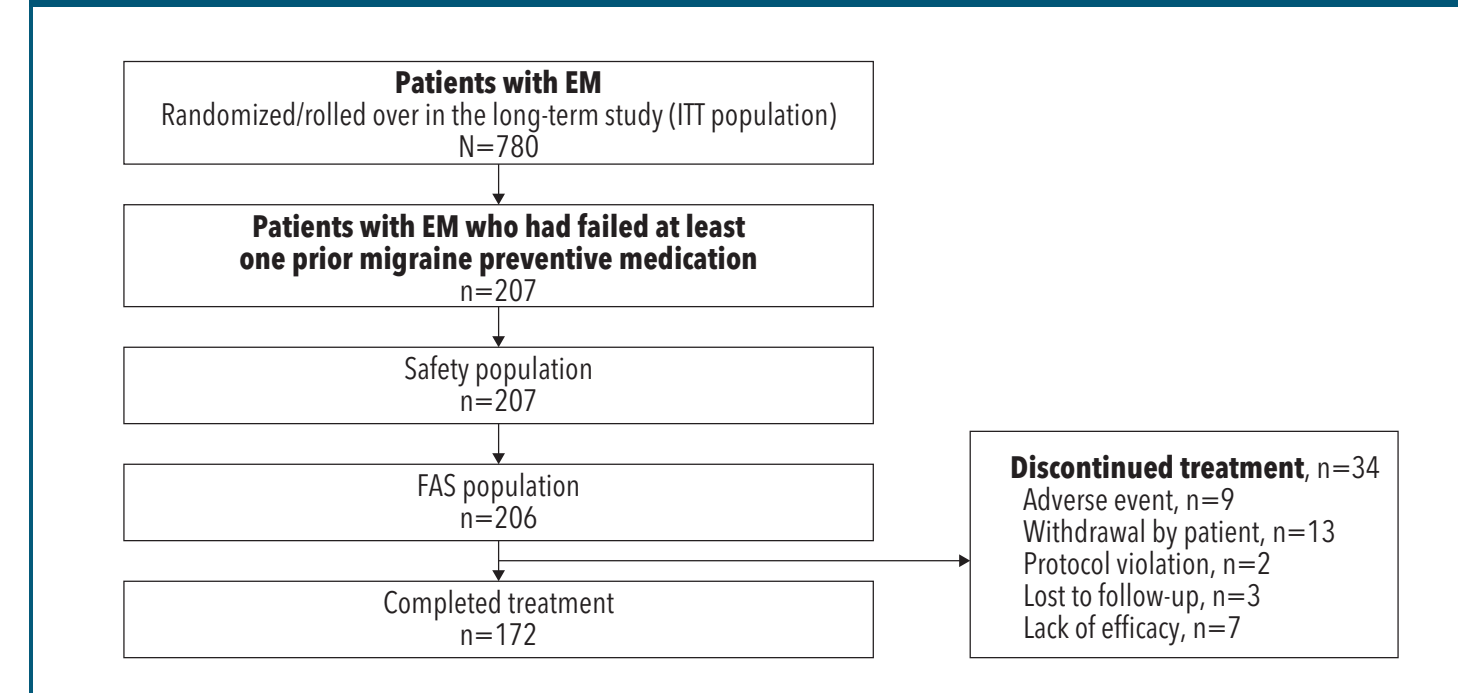 Patients with EM
Randomized/rolled over in the long-term study (ITT population)
N=780
Patients with EM who had failed at least
one prior migraine preventive medication
n=207
Safety population
n=207
FAS population
n=206
Discontinued treatment, n=34
Adverse event, n=9
Withdrawal by patient, n=13
Protocol violation, n=2
Lost to follow-up, n=3
Lack of efficacy, n=7
Completed treatment
n=172